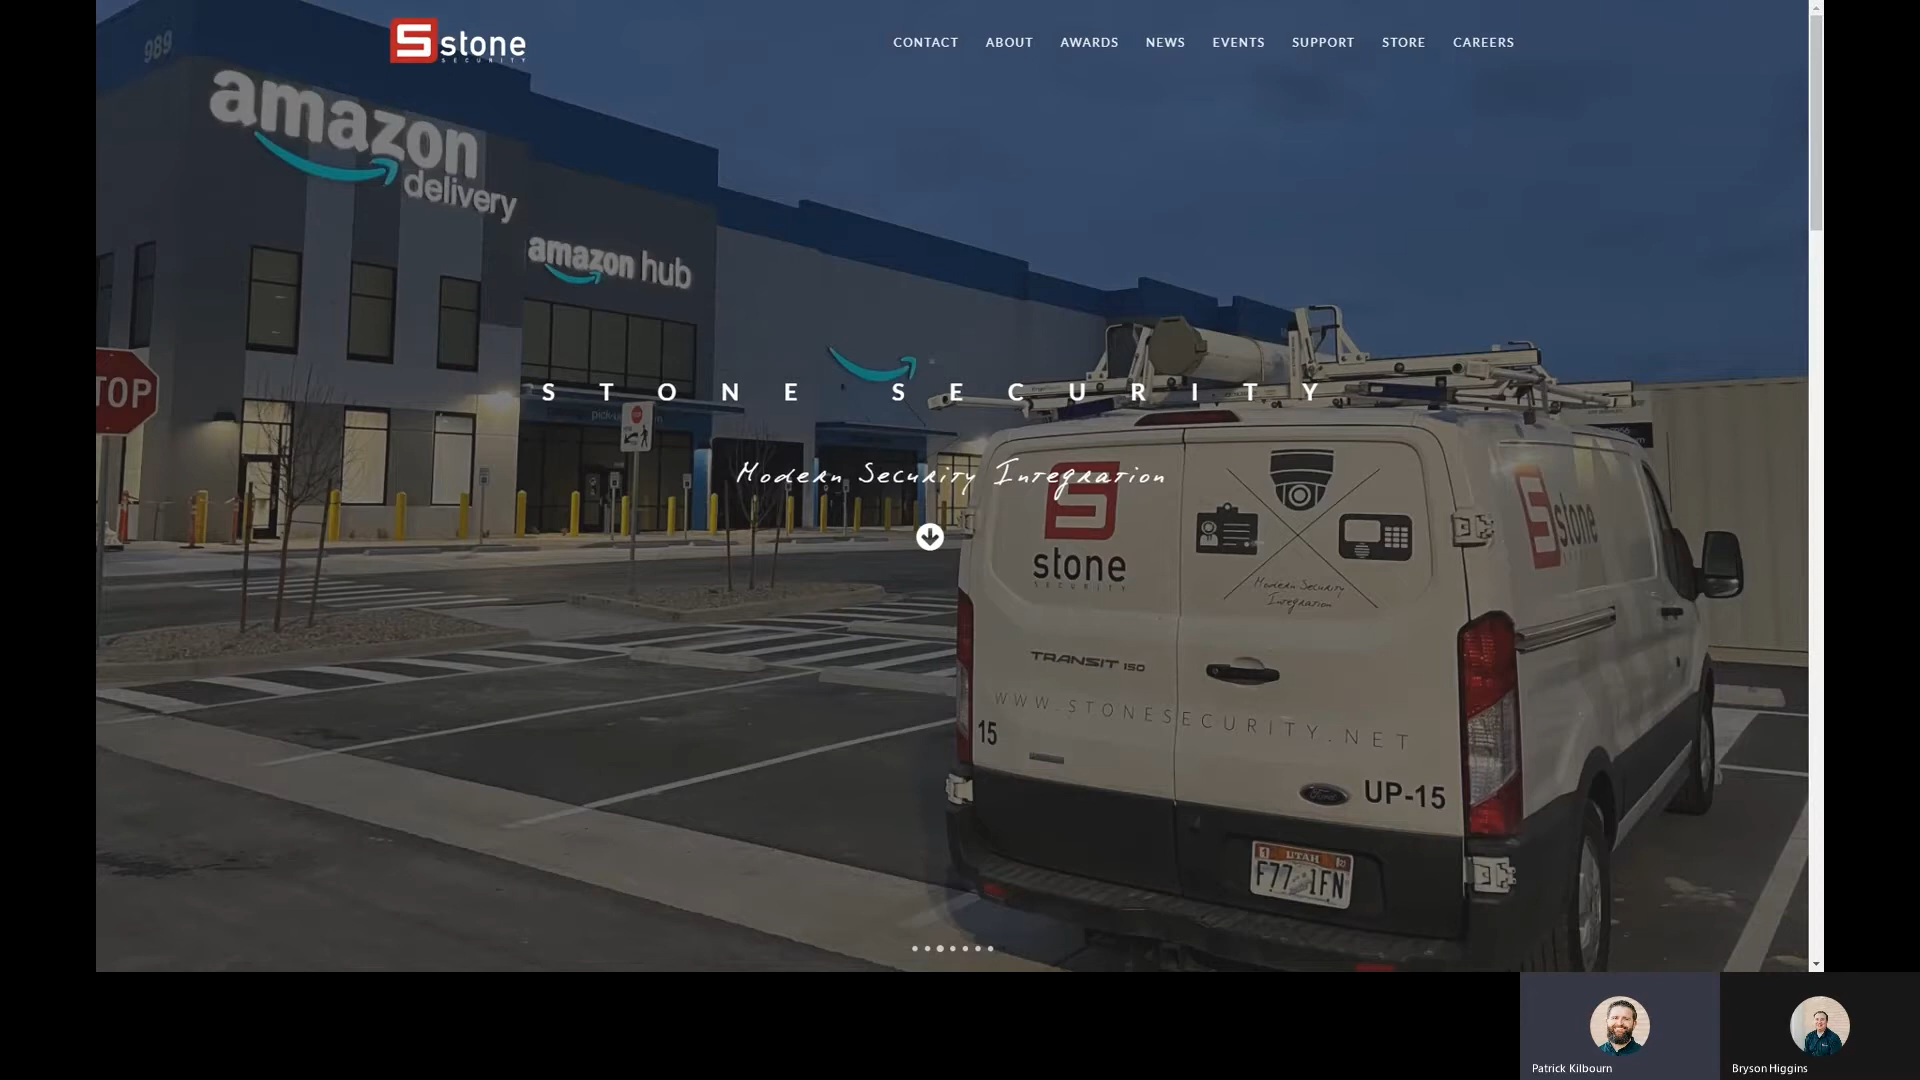 989
stone
SECURITY
CONTACT ABOUT AWARDS NEWS EVENTS SUPPORT STORE CAREERS
amazon
delivery
amazon hub
TOP
STONE SECURITY
Modern Security Integration
stone
SECURITY
Modern Security
Integration
stone
TRANSIT 150
WWW.STONESECURITY.NET
15
Ford
UP-15
UTAH
F77 1FN
Patrick Kilbourn
Bryson Higgins